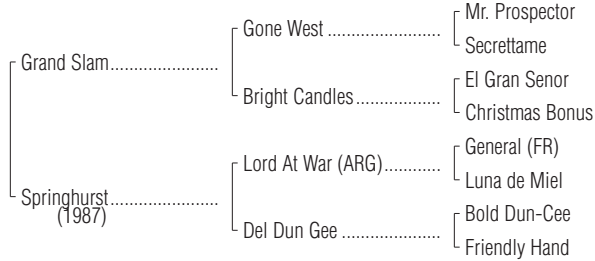 Mr. Prospector
Gone West ........................
Secrettame
Grand Slam.......................
El Gran Senor
Bright Candles..................
Christmas Bonus
General (FR)
Lord At War (ARG)............
Luna de Miel
Springhurst.......................
(1987)
Bold Dun-Cee
Del Dun Gee .....................
Friendly Hand